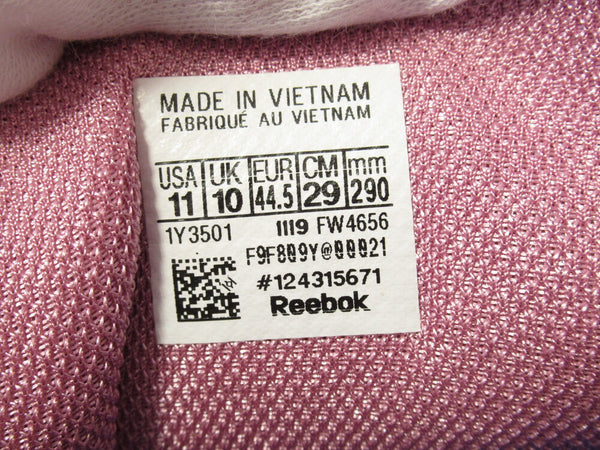 MADE IN VIETNAM
FABRIQUÉ AU VIETNAM
USA UK EUR CM mm
11 10 44.5 29 290
1Y3501 1119 FW4656
F9F809Y@00021
#124315671
Reebok